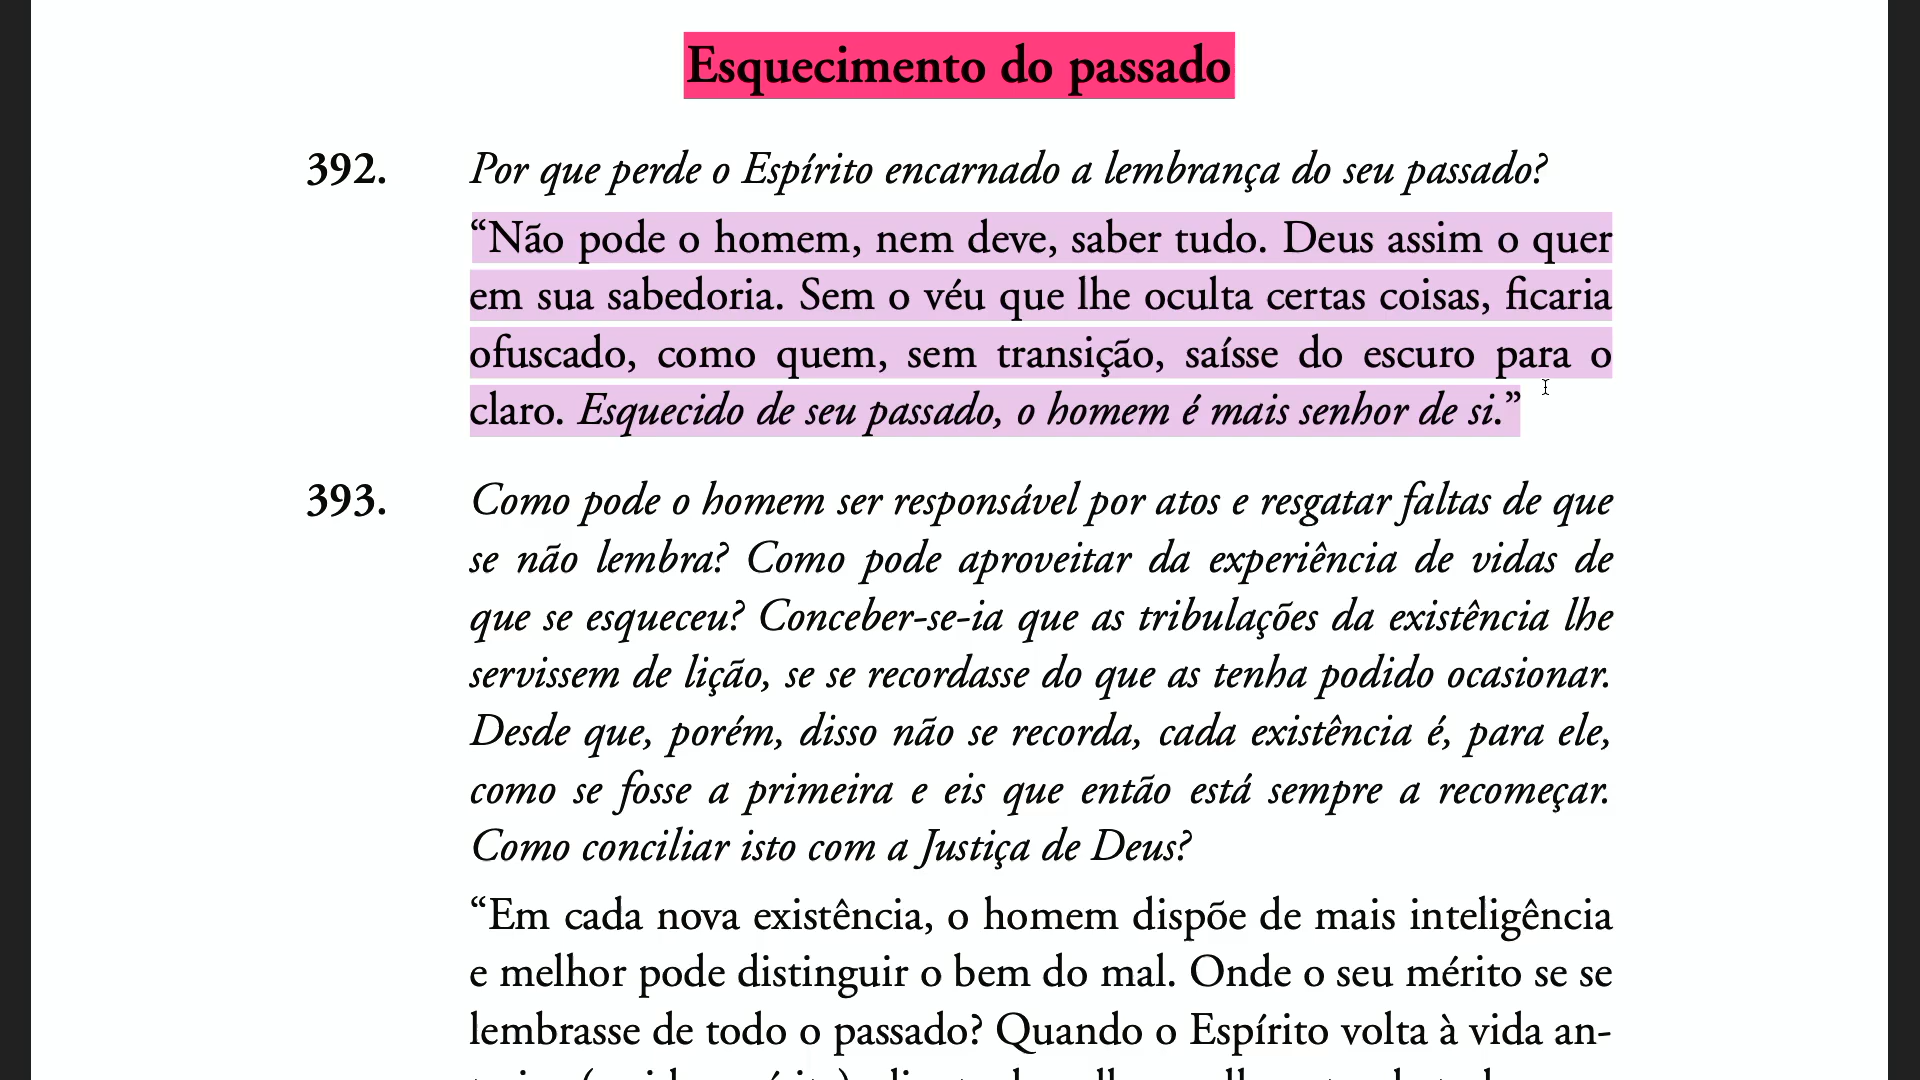 Esquecimento do passado
392. Por que perde o Espírito encarnado a lembrança do seu passado?
“Não pode o homem, nem deve, saber tudo. Deus assim o quer
em sua sabedoria. Sem o véu que lhe oculta certas coisas, ficaria
ofuscado, como quem, sem transição, saísse do escuro para o
claro. Esquecido de seu passado, o homem é mais senhor de si.”
393. Como pode o homem ser responsável por atos e resgatar faltas de que
se não lembra? Como pode aproveitar da experiência de vidas de
que se esqueceu? Conceber-se-ia que as tribulações da existência lhe
servissem de lição, se se recordasse do que as tenha podido ocasionar.
Desde que, porém, disso não se recorda, cada existência é, para ele,
como se fosse a primeira e eis que então está sempre a recomeçar.
Como conciliar isto com a Justiça de Deus?
“Em cada nova existência, o homem dispõe de mais inteligência
e melhor pode distinguir o bem do mal. Onde o seu mérito se se
lembrasse de todo o passado? Quando o Espírito volta à vida an-